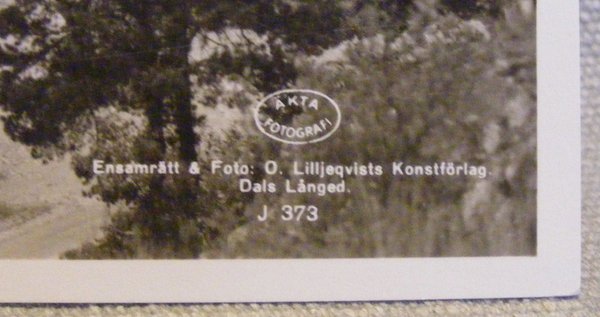 ÄKTA
FOTOGRAFI
Ensamrätt & Foto: O. Lilljeqvists Konstförlag.
Dals Långed.
J 373